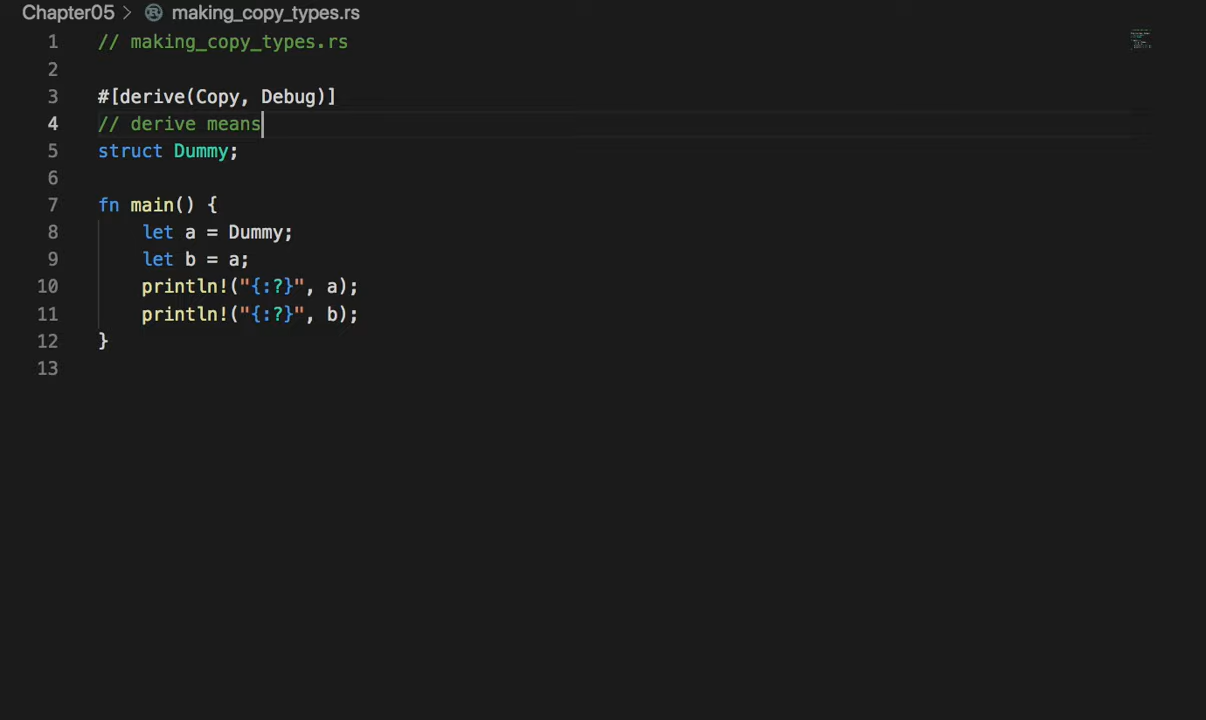 Chapter05 > making_copy_types.rs
1 // making_copy_types.rs
2
3 #[derive(Copy, Debug)]
4 // derive means
5 struct Dummy;
6
7 fn main() {
8     let a = Dummy;
9     let b = a;
10     println!("{:?}", a);
11     println!("{:?}", b);
12 }
13